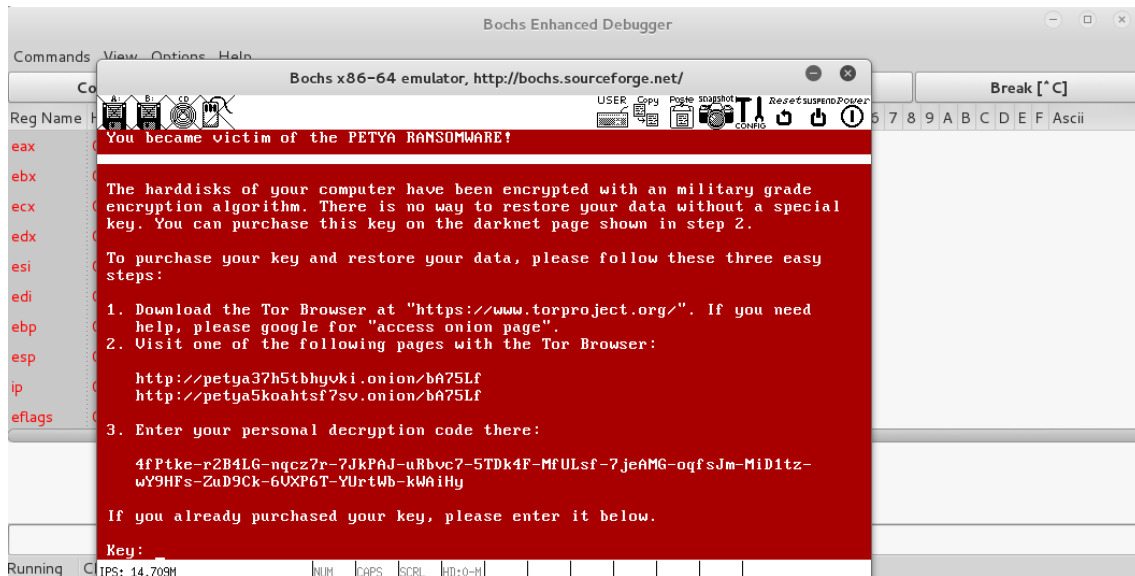 Bochs Enhanced Debugger
Commands View Options Help
Bochs x86-64 emulator, http://bochs.sourceforge.net/
Co
Break [^C]
A: B: CD
USER Copy Paste snapshot CONFIG Reset SUSPEND Power
Reg Name
6 7 8 9 A B C D E F Ascii
eax
ebx
ecx
edx
esi
edi
ebp
esp
ip
eflags
You became victim of the PETYA RANSOMWARE!
The harddisks of your computer have been encrypted with an military grade
encryption algorithm. There is no way to restore your data without a special
key. You can purchase this key on the darknet page shown in step 2.
To purchase your key and restore your data, please follow these three easy
steps:
1. Download the Tor Browser at "https://www.torproject.org/". If you need
help, please google for "access onion page".
2. Visit one of the following pages with the Tor Browser:
http://petya37h5tbhyvki.onion/bA75Lf
http://petya5koahtsf7sv.onion/bA75Lf
3. Enter your personal decryption code there:
4fPtke-r2B4LG-nqcz7r-7JkPAJ-uRbvc7-5TDk4F-MfULsf-7jeAMG-oqfsJm-MiD1tz-
wY9HFs-ZuD9Ck-6VXP6T-YUrtWb-kWAiHy
If you already purchased your key, please enter it below.
Key: _
Running
IPS: 14.709M NUM CAPS SCRL HD:0-M